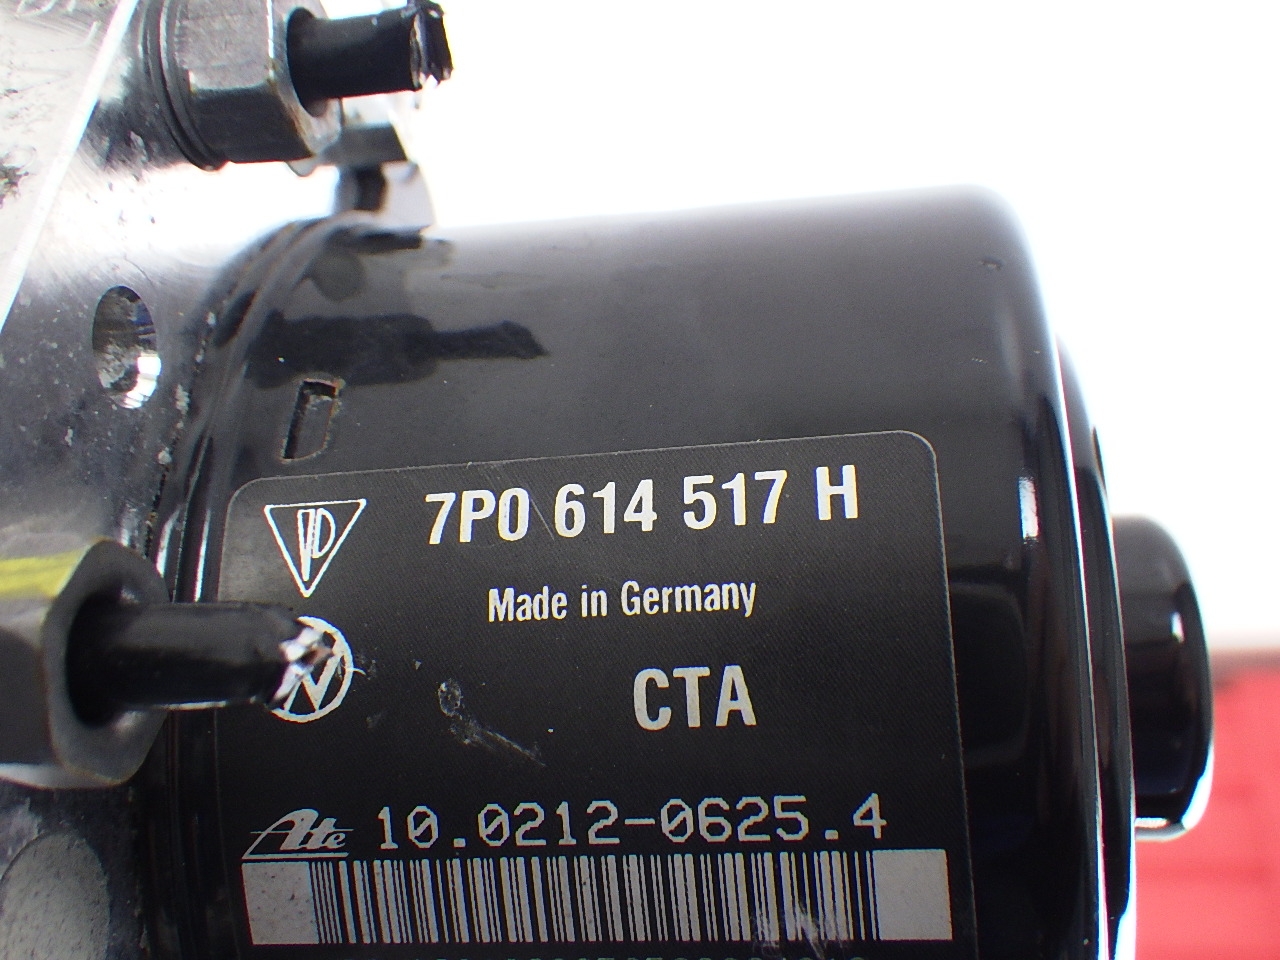 7P0 614 517 H
Made in Germany
CTA
Ate 10.0212-0625.4